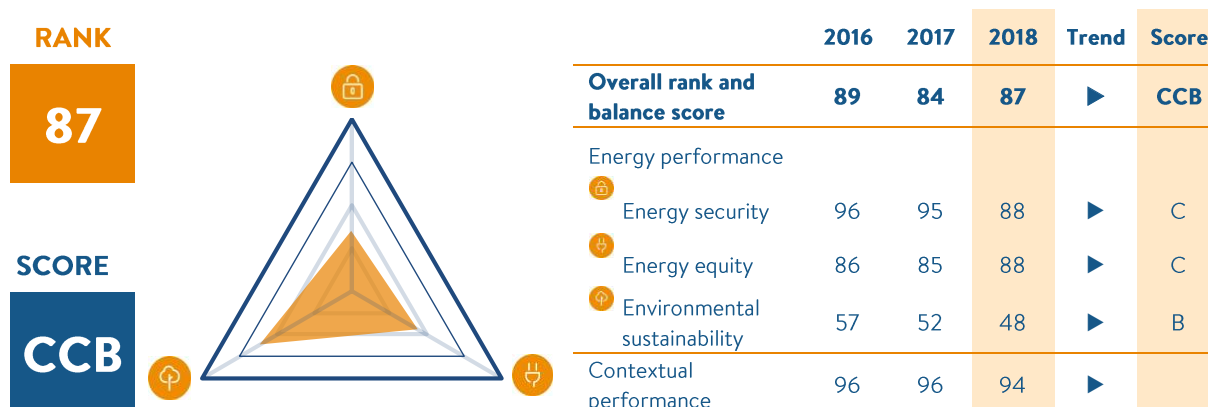 RANK
87
SCORE
CCB
2016 2017 2018 Trend Score
Overall rank and
balance score 89 84 87 CCB
Energy performance
Energy security 96 95 88 C
Energy equity 86 85 88 C
Environmental
sustainability 57 52 48 B
Contextual
performance 96 96 94